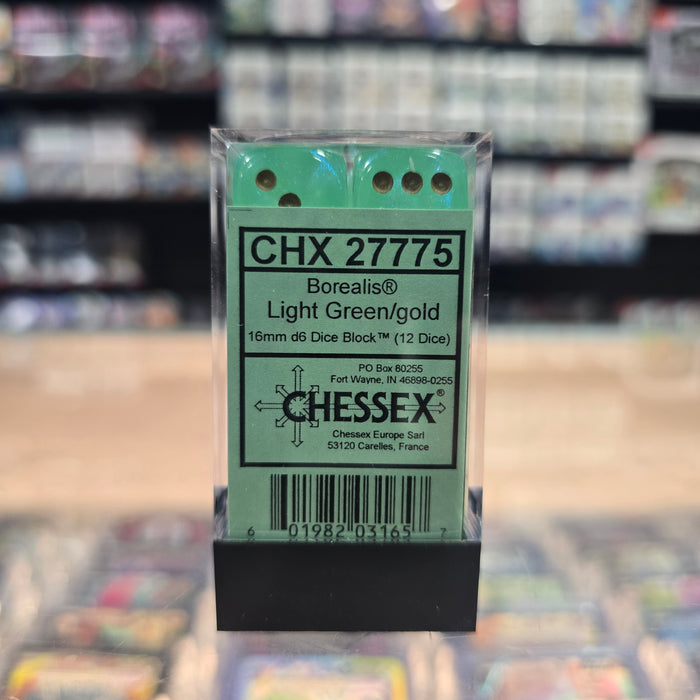 CHX 27775
Borealis®
Light Green/gold
16mm d6 Dice Block™ (12 Dice)
PO Box 80255
Fort Wayne, IN 46898-0255
CHESSEX®
Chessex Europe Sarl
53120 Carelles, France
6 01982 03165 7